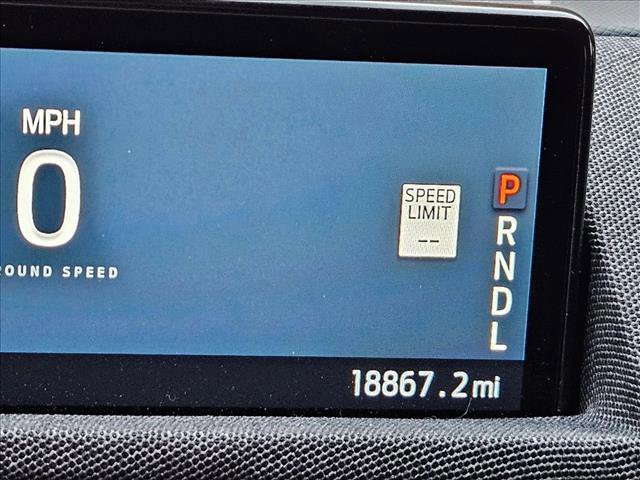 MPH
0
ROUND SPEED
SPEED
LIMIT
--
P
R
N
D
L
18867.2mi